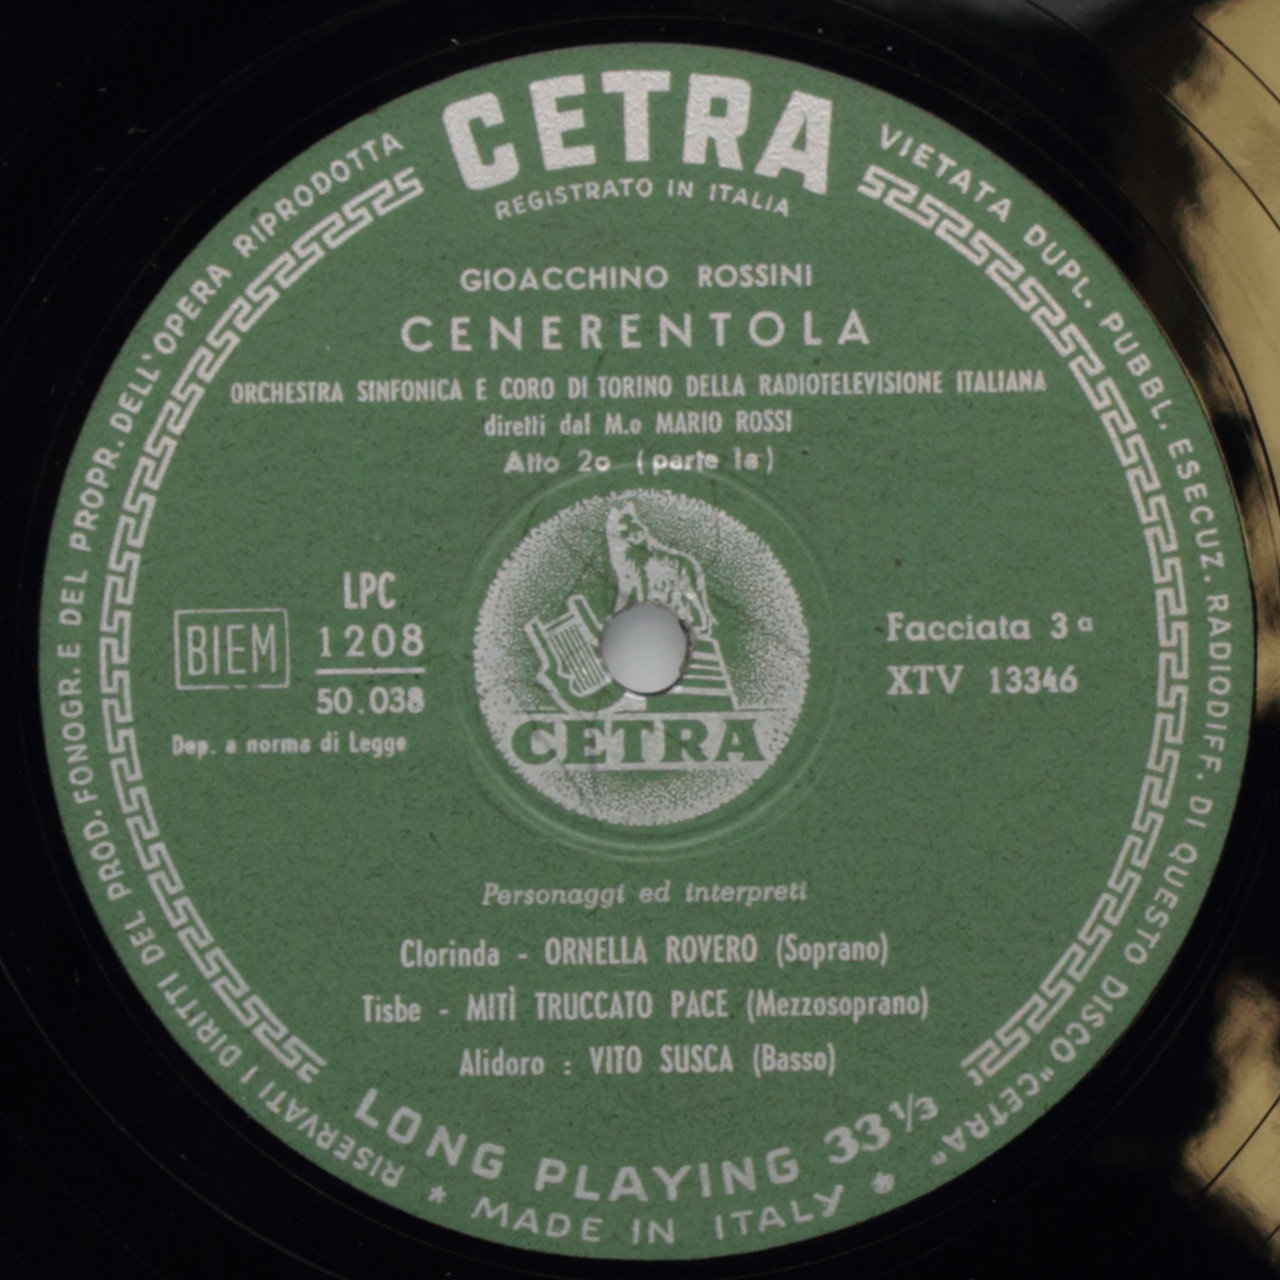 CETRA
REGISTRATO IN ITALIA
RISERVATI I DIRITTI DEL PROD. FONOGR. E DEL PROPR. DELL'OPERA RIPRODOTTA
VIETATA DUPL. PUBBL. ESECUZ. RADIODIFF. DI QUESTO DISCO "CETRA"
GIOACCHINO ROSSINI
CENERENTOLA
ORCHESTRA SINFONICA E CORO DI TORINO DELLA RADIOTELEVISIONE ITALIANA
diretti dal M.o MARIO ROSSI
Atto 2o (parte 1a)
BIEM
LPC
1208
50.038
Dep. a norma di Legge
Facciata 3a
XTV 13346
CETRA
Personaggi ed interpreti
Clorinda - ORNELLA ROVERO (Soprano)
Tisbe - MITÌ TRUCCATO PACE (Mezzosoprano)
Alidoro : VITO SUSCA (Basso)
LONG PLAYING 33 1/3
* MADE IN ITALY *